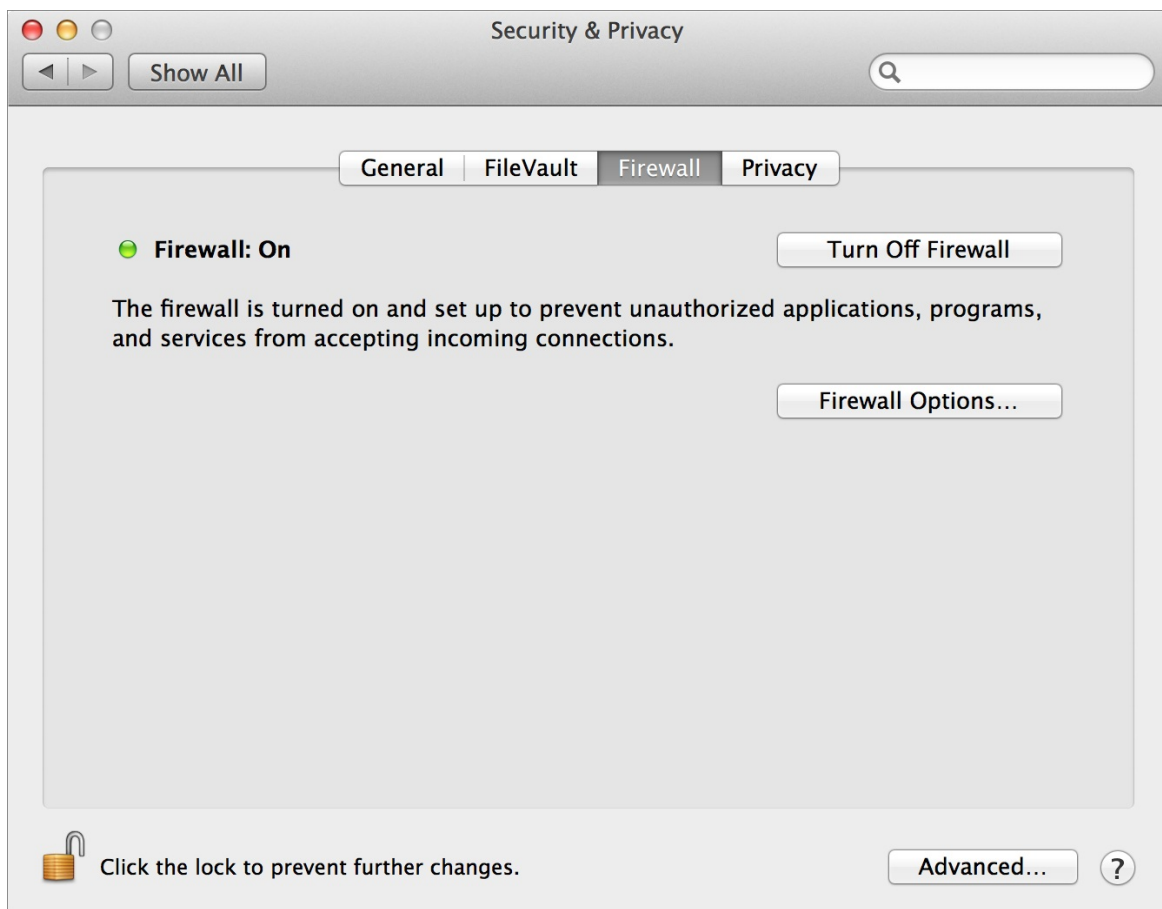 Security & Privacy
Show All
General FileVault Firewall Privacy
Firewall: On Turn Off Firewall
The firewall is turned on and set up to prevent unauthorized applications, programs,
and services from accepting incoming connections.
Firewall Options...
Click the lock to prevent further changes. Advanced... ?